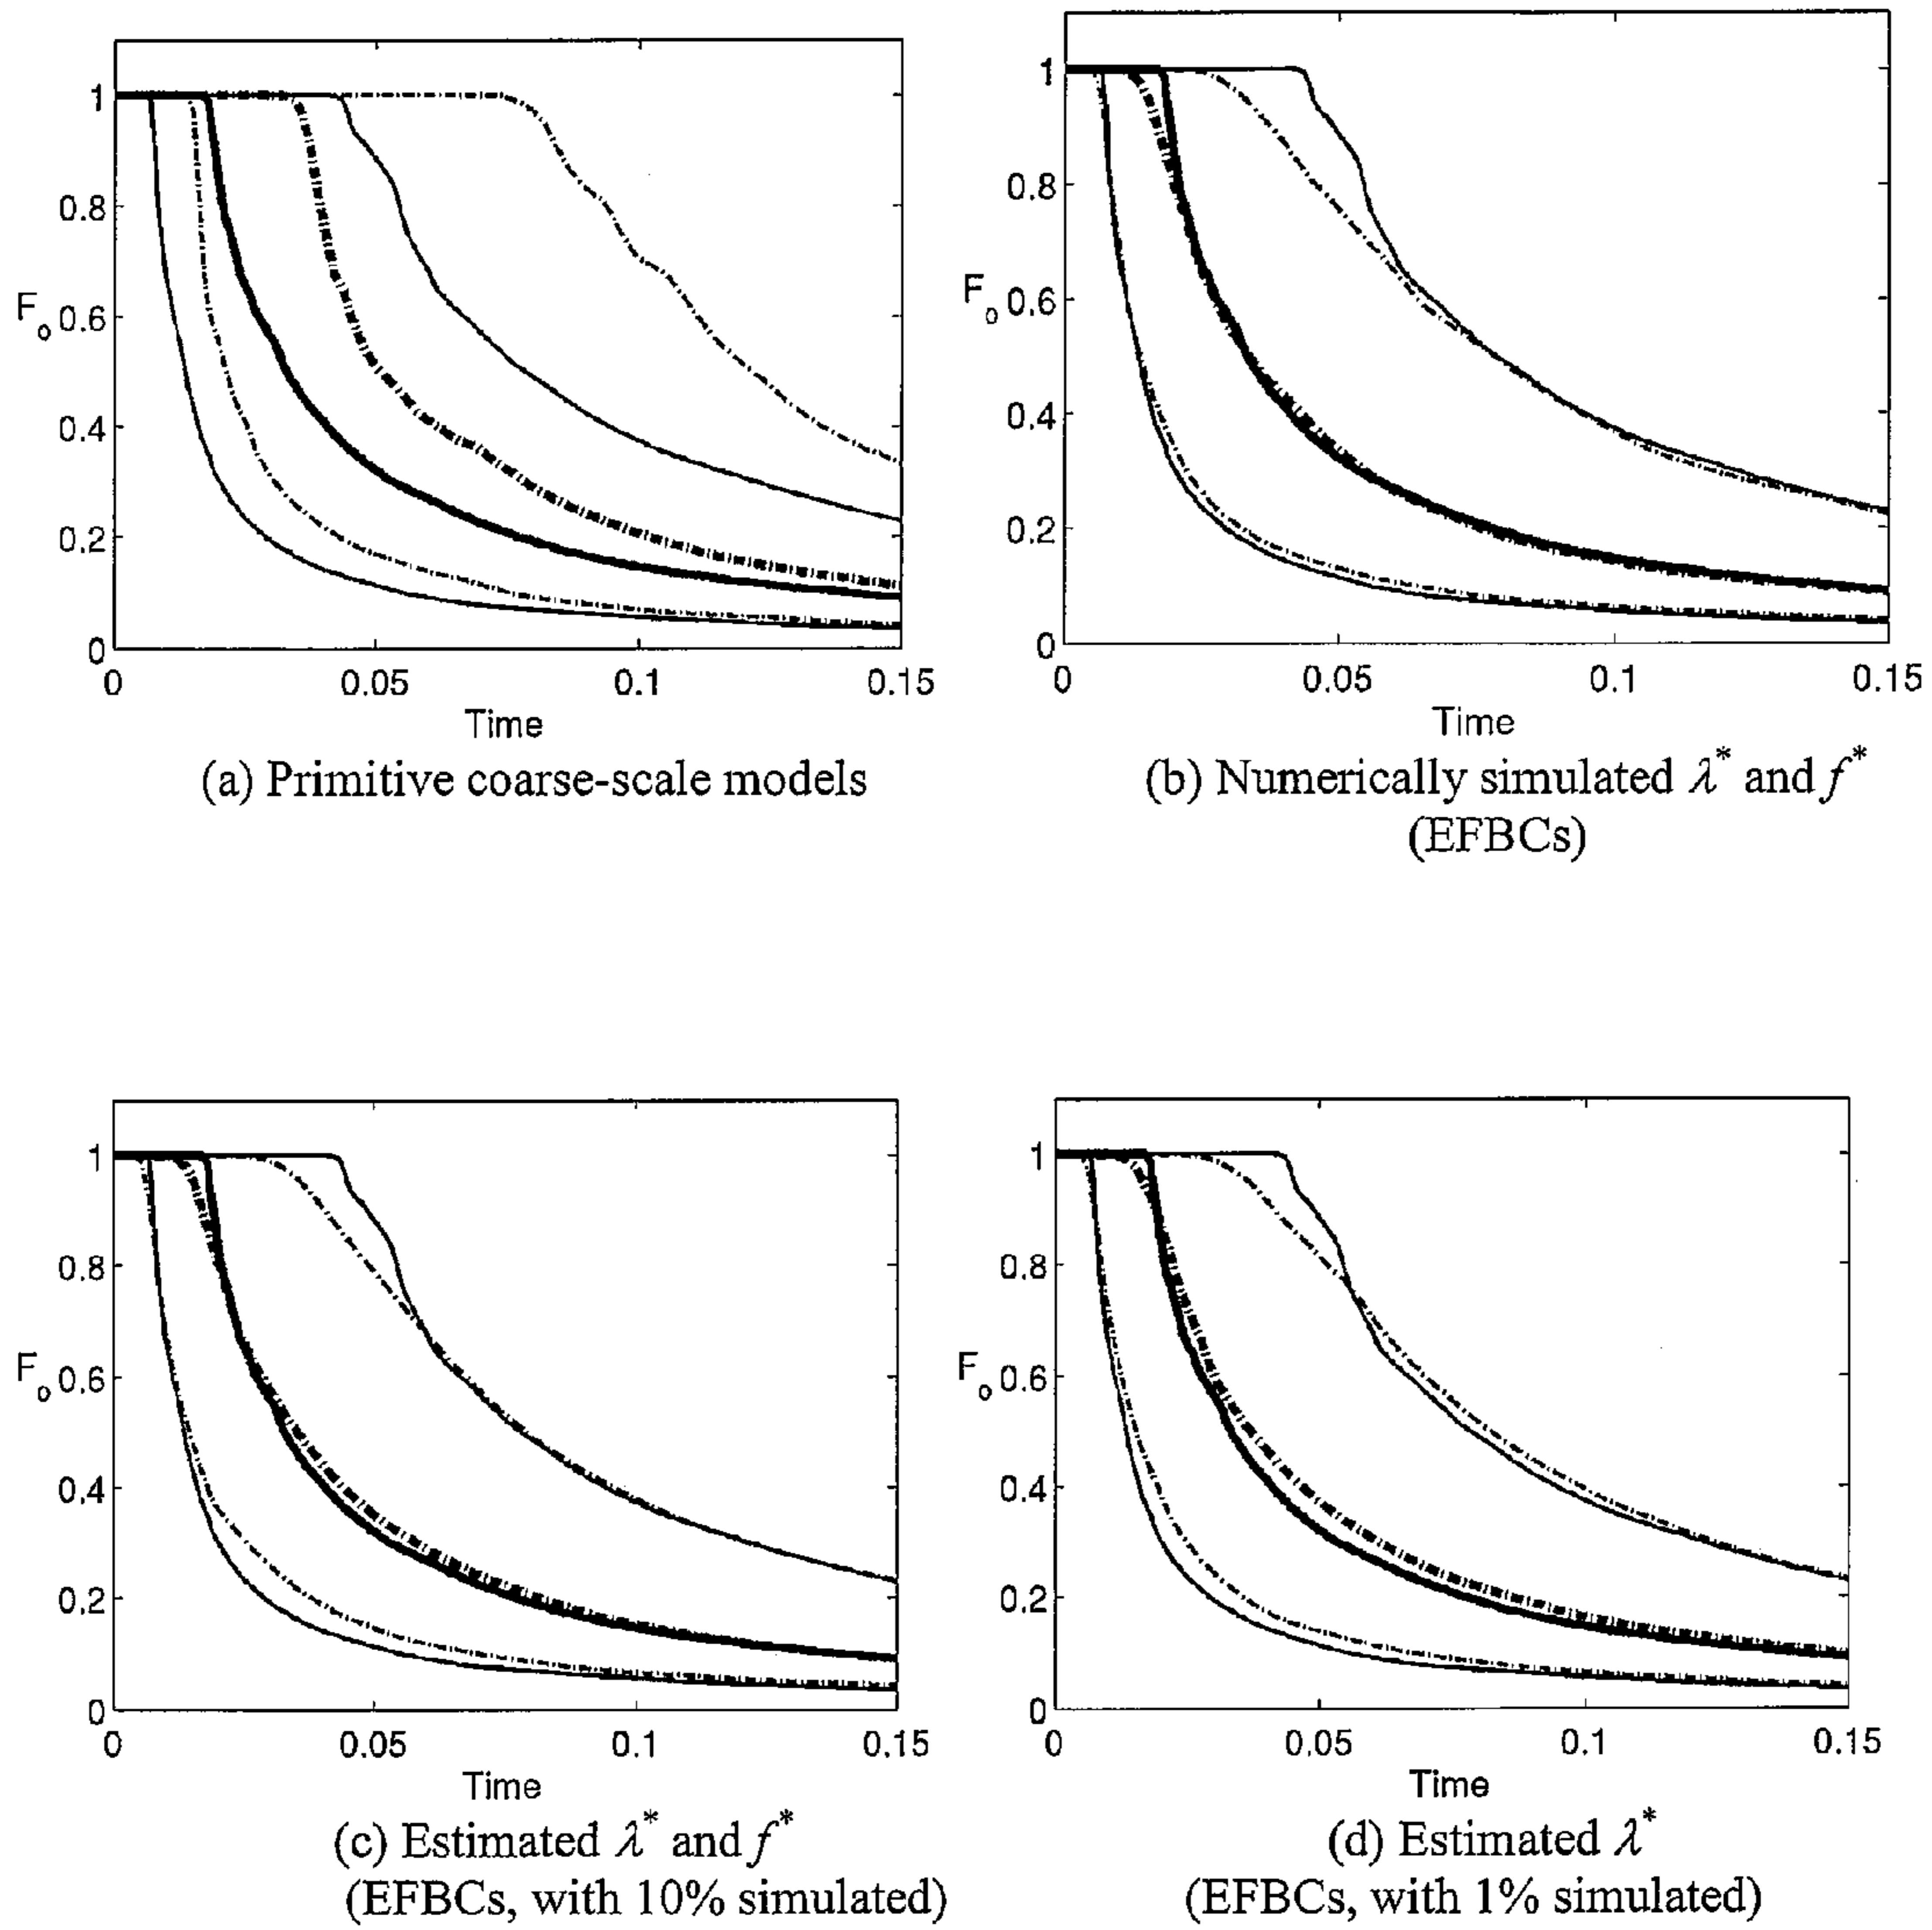 1
0.8
F_o 0.6
0.4
0.2
0
0 0.05 0.1 0.15
Time
(a) Primitive coarse-scale models
1
0.8
F_o 0.6
0.4
0.2
0
0 0.05 0.1 0.15
Time
(b) Numerically simulated λ* and f*
(EFBCs)
1
0.8
F_o 0.6
0.4
0.2
0
0 0.05 0.1 0.15
Time
(c) Estimated λ* and f*
(EFBCs, with 10% simulated)
1
0.8
F_o 0.6
0.4
0.2
0
0 0.05 0.1 0.15
Time
(d) Estimated λ*
(EFBCs, with 1% simulated)